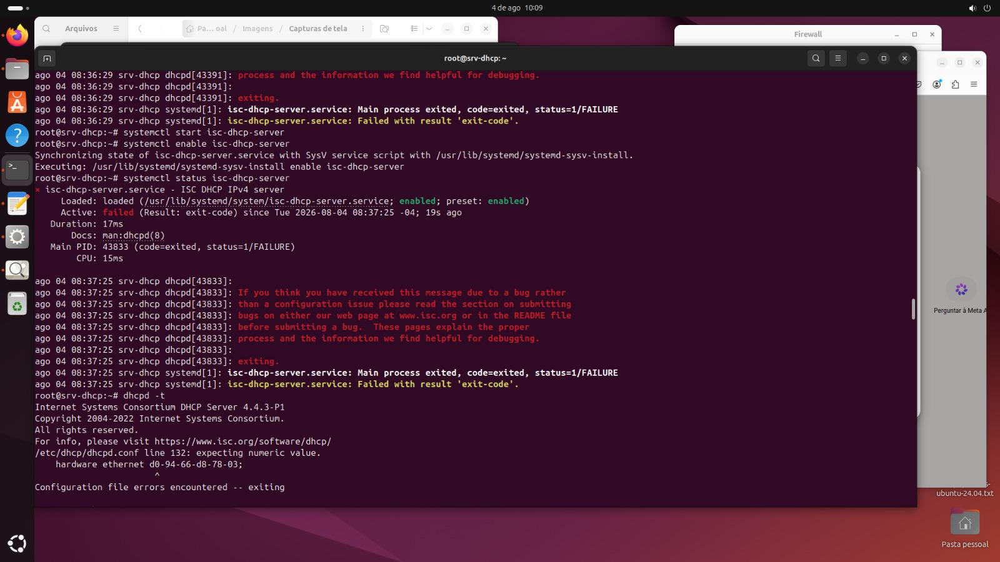 4 de ago 10:09
Arquivos
Pa... oal / Imagens / Capturas de tela
Firewall
root@srv-dhcp: ~
ago 04 08:36:29 srv-dhcp dhcpd[43391]: process and the information we find helpful for debugging.
ago 04 08:36:29 srv-dhcp dhcpd[43391]:
ago 04 08:36:29 srv-dhcp dhcpd[43391]: exiting.
ago 04 08:36:29 srv-dhcp systemd[1]: isc-dhcp-server.service: Main process exited, code=exited, status=1/FAILURE
ago 04 08:36:29 srv-dhcp systemd[1]: isc-dhcp-server.service: Failed with result 'exit-code'.
root@srv-dhcp:~# systemctl start isc-dhcp-server
root@srv-dhcp:~# systemctl enable isc-dhcp-server
Synchronizing state of isc-dhcp-server.service with SysV service script with /usr/lib/systemd/systemd-sysv-install.
Executing: /usr/lib/systemd/systemd-sysv-install enable isc-dhcp-server
root@srv-dhcp:~# systemctl status isc-dhcp-server
× isc-dhcp-server.service - ISC DHCP IPv4 server
Loaded: loaded (/usr/lib/systemd/system/isc-dhcp-server.service; enabled; preset: enabled)
Active: failed (Result: exit-code) since Tue 2026-08-04 08:37:25 -04; 19s ago
Duration: 17ms
Docs: man:dhcpd(8)
Main PID: 43833 (code=exited, status=1/FAILURE)
CPU: 15ms
ago 04 08:37:25 srv-dhcp dhcpd[43833]:
ago 04 08:37:25 srv-dhcp dhcpd[43833]: If you think you have received this message due to a bug rather
ago 04 08:37:25 srv-dhcp dhcpd[43833]: than a configuration issue please read the section on submitting
ago 04 08:37:25 srv-dhcp dhcpd[43833]: bugs on either our web page at www.isc.org or in the README file
ago 04 08:37:25 srv-dhcp dhcpd[43833]: before submitting a bug.  These pages explain the proper
ago 04 08:37:25 srv-dhcp dhcpd[43833]: process and the information we find helpful for debugging.
ago 04 08:37:25 srv-dhcp dhcpd[43833]:
ago 04 08:37:25 srv-dhcp dhcpd[43833]: exiting.
ago 04 08:37:25 srv-dhcp systemd[1]: isc-dhcp-server.service: Main process exited, code=exited, status=1/FAILURE
ago 04 08:37:25 srv-dhcp systemd[1]: isc-dhcp-server.service: Failed with result 'exit-code'.
root@srv-dhcp:~# dhcpd -t
Internet Systems Consortium DHCP Server 4.4.3-P1
Copyright 2004-2022 Internet Systems Consortium.
All rights reserved.
For info, please visit https://www.isc.org/software/dhcp/
/etc/dhcp/dhcpd.conf line 132: expecting numeric value.
hardware ethernet d0-94-66-d8-78-03;
^
Configuration file errors encountered -- exiting
Perguntar à Meta A
ubuntu-24.04.txt
Pasta pessoal